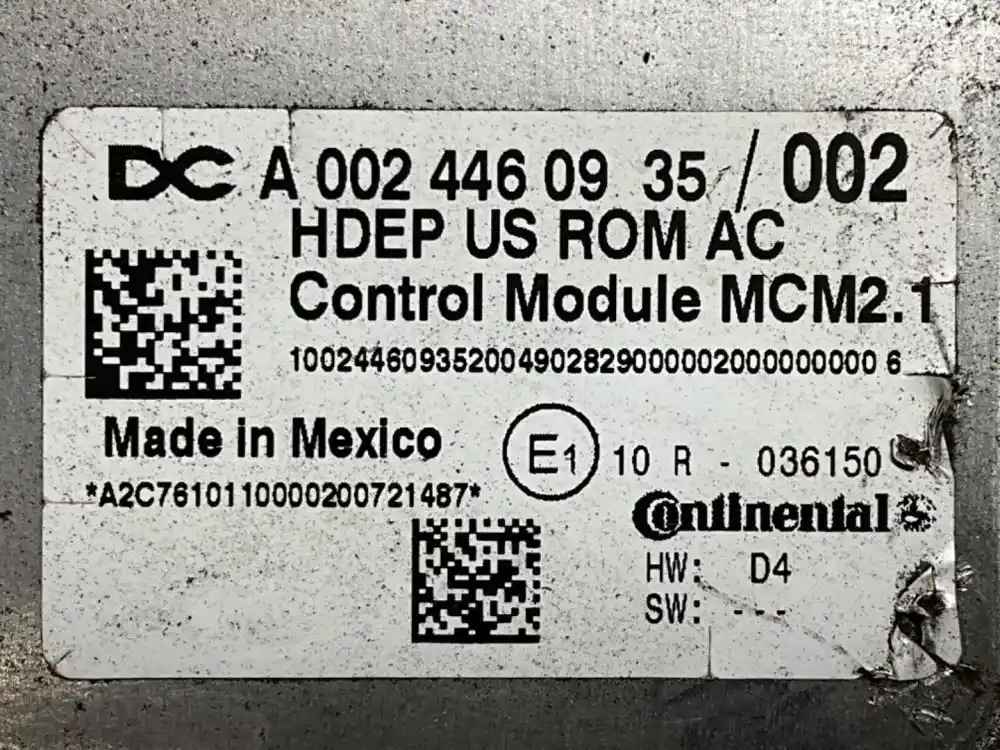 DC A 002 446 09 35 / 002
HDEP US ROM AC
Control Module MCM2.1
10024460935200490282900000200000000 6
Made in Mexico
E1 10 R - 036150
*A2C7610110000200721487*
Continental
HW: D4
SW: ---